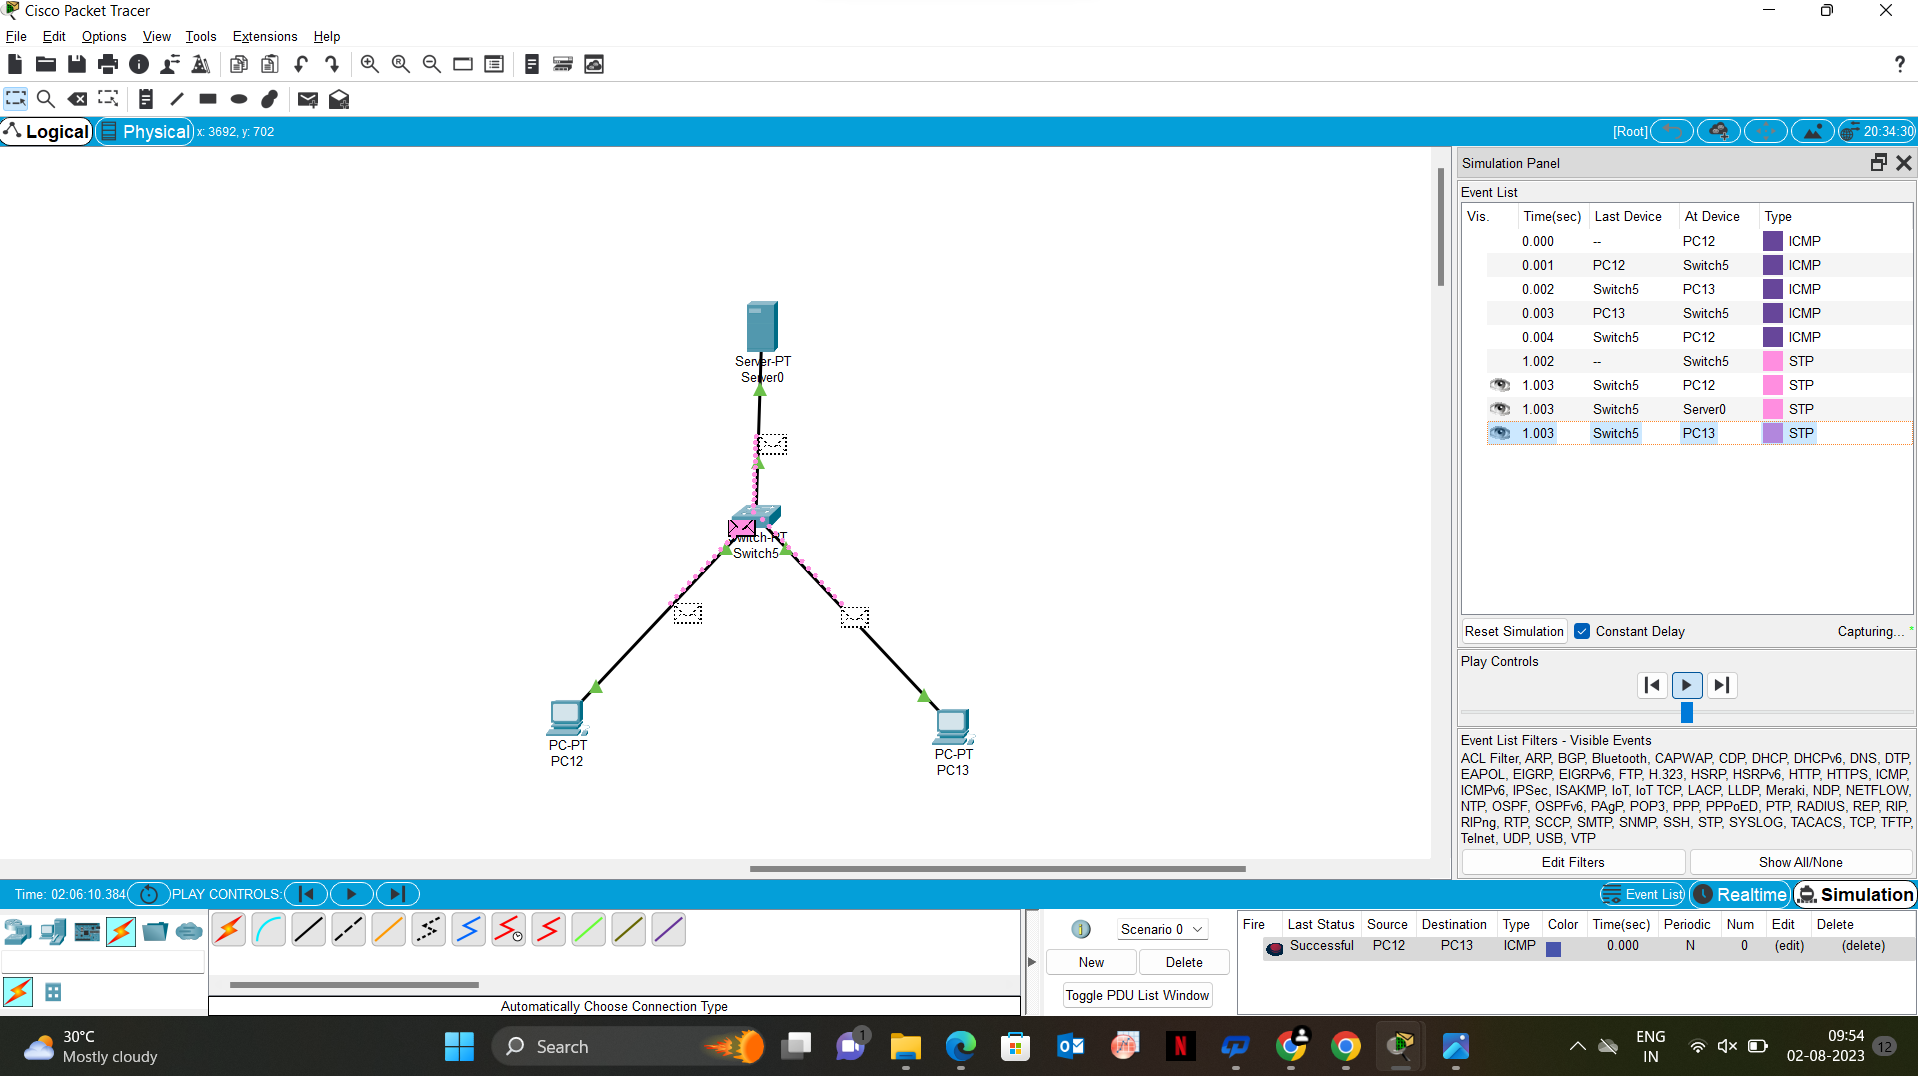 Cisco Packet Tracer
File Edit Options View Tools Extensions Help
?
Logical Physical x: 3692, y: 702 [Root] 20:34:30
Simulation Panel
Event List
Vis. Time(sec) Last Device At Device Type
0.000 -- PC12 ICMP
0.001 PC12 Switch5 ICMP
0.002 Switch5 PC13 ICMP
0.003 PC13 Switch5 ICMP
0.004 Switch5 PC12 ICMP
1.002 -- Switch5 STP
1.003 Switch5 PC12 STP
1.003 Switch5 Server0 STP
1.003 Switch5 PC13 STP
Server-PT
Server0
Switch-PT
Switch5
PC-PT
PC12
PC-PT
PC13
Reset Simulation Constant Delay Capturing... *
Play Controls
Event List Filters - Visible Events
ACL Filter, ARP, BGP, Bluetooth, CAPWAP, CDP, DHCP, DHCPv6, DNS, DTP,
EAPOL, EIGRP, EIGRPv6, FTP, H.323, HSRP, HSRPv6, HTTP, HTTPS, ICMP,
ICMPv6, IPSec, ISAKMP, IoT, IoT TCP, LACP, LLDP, Meraki, NDP, NETFLOW,
NTP, OSPF, OSPFv6, PAgP, POP3, PPP, PPPoED, PTP, RADIUS, REP, RIP,
RIPng, RTP, SCCP, SMTP, SNMP, SSH, STP, SYSLOG, TACACS, TCP, TFTP,
Telnet, UDP, USB, VTP
Edit Filters Show All/None
Time: 02:06:10.384 PLAY CONTROLS: Event List Realtime Simulation
Automatically Choose Connection Type
Scenario 0
New Delete
Toggle PDU List Window
Fire Last Status Source Destination Type Color Time(sec) Periodic Num Edit Delete
Successful PC12 PC13 ICMP 0.000 N 0 (edit) (delete)
30°C
Mostly cloudy
Search
1
N
ENG
IN
09:54
02-08-2023
12